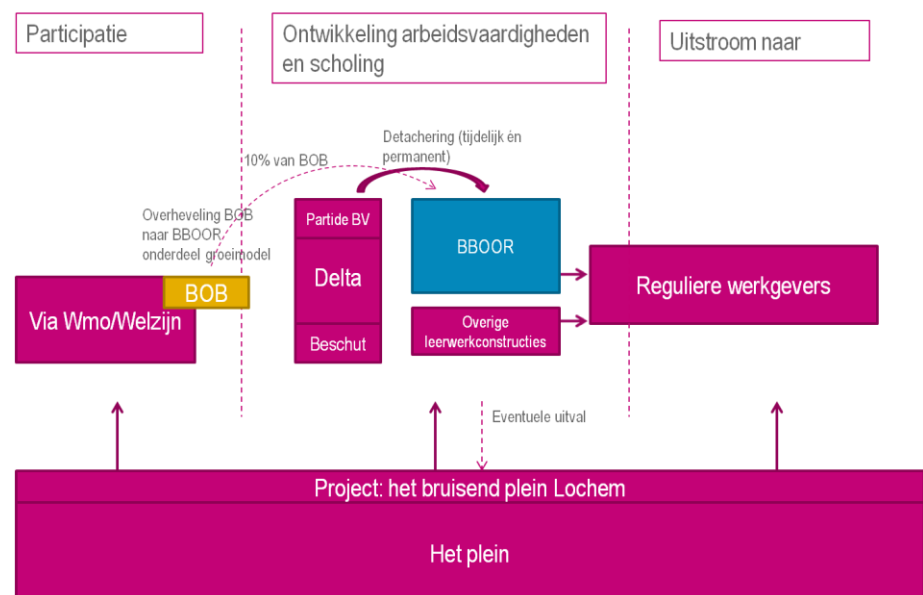 Participatie
Ontwikkeling arbeidsvaardigheden
en scholing
Uitstroom naar
Detachering (tijdelijk én
permanent)
10% van BOB
Overheveling BOB
naar BBOOR,
onderdeel groeimodel
BOB
Via Wmo/Welzijn
Partide BV
Delta
Beschut
BBOOR
Overige
leerwerkconstructies
Reguliere werkgevers
Eventuele uitval
Project: het bruisend plein Lochem
Het plein